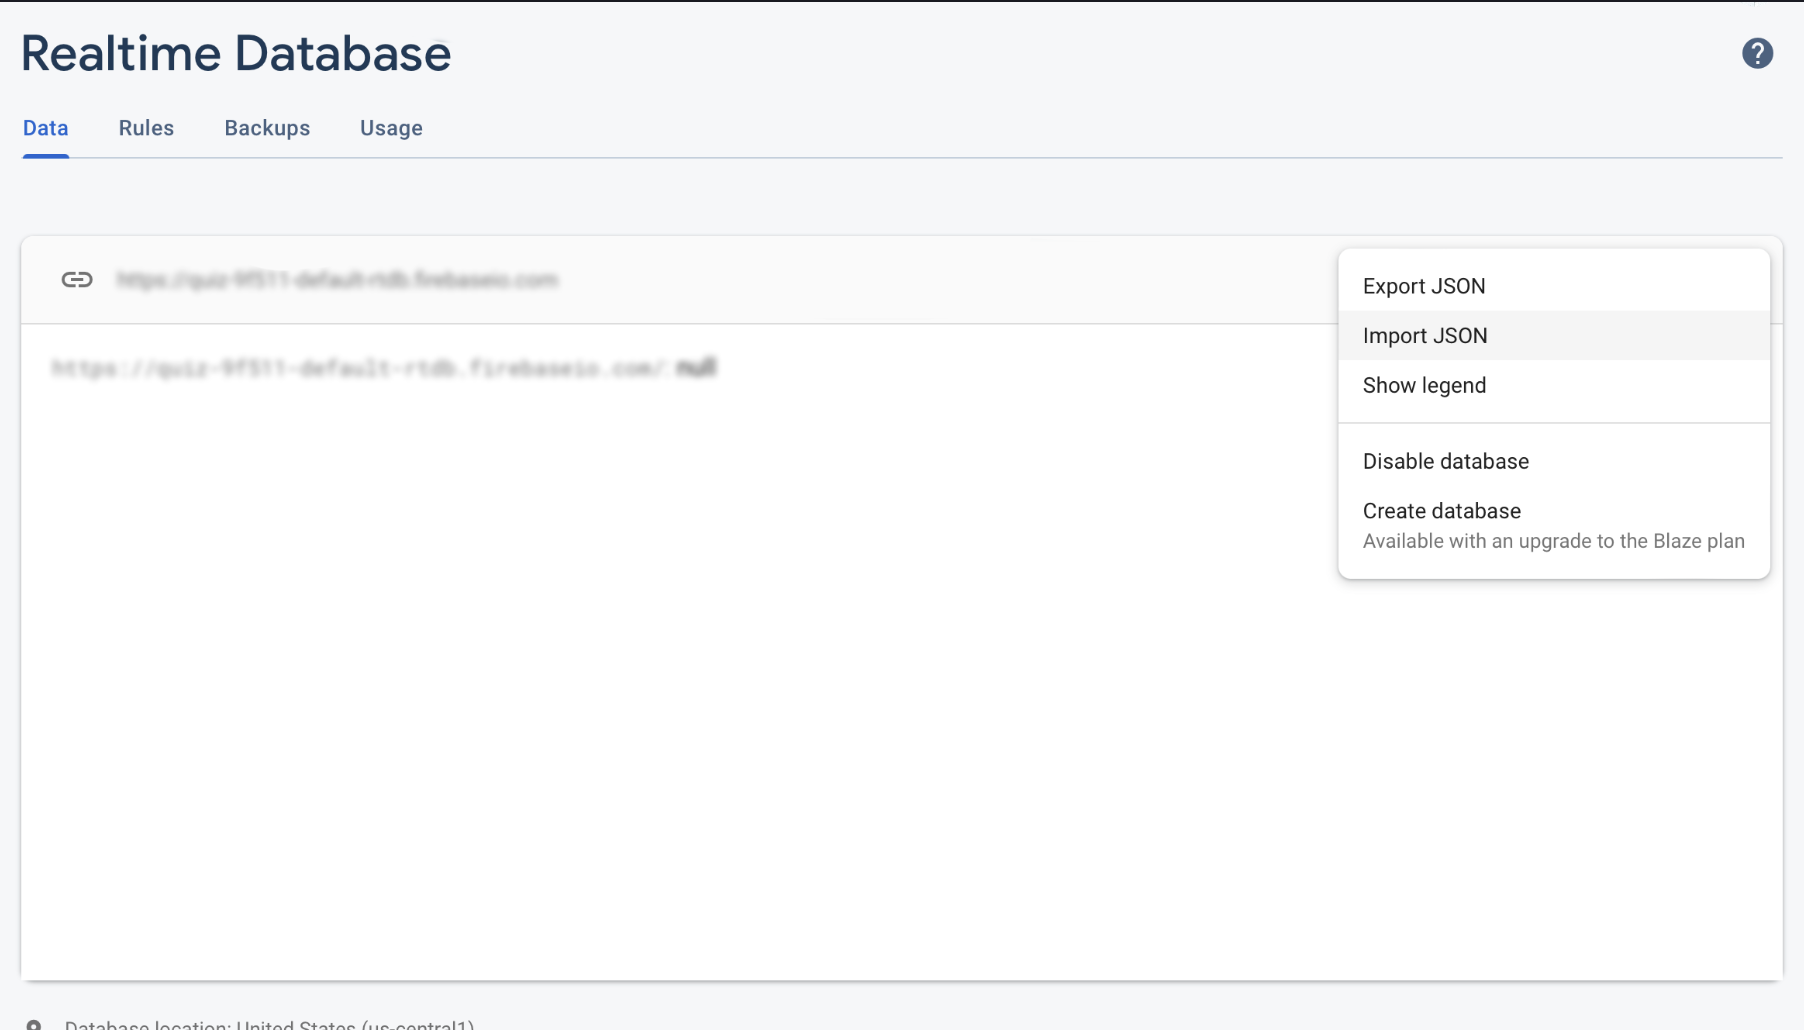 Realtime Database
Data Rules Backups Usage
https://quiz-9f511-default-rtdb.firebaseio.com
https://quiz-9f511-default-rtdb.firebaseio.com/: null
Export JSON
Import JSON
Show legend
Disable database
Create database
Available with an upgrade to the Blaze plan
Database location: United States (us-central1)